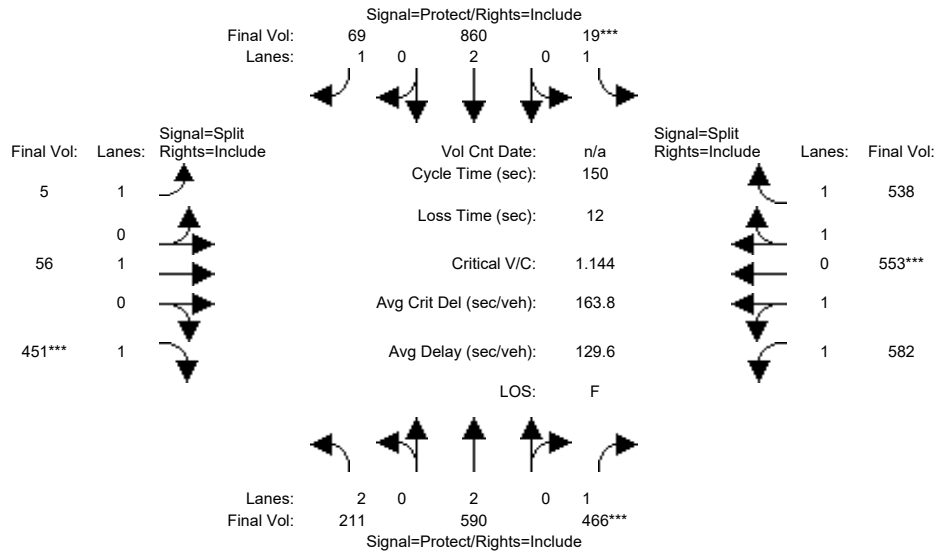 Signal=Protect/Rights=Include
Final Vol: 69 860 19***
Lanes: 1 0 2 0 1
Signal=Split
Final Vol: Lanes: Rights=Include
Vol Cnt Date: n/a
Cycle Time (sec): 150
Loss Time (sec): 12
Critical V/C: 1.144
Avg Crit Del (sec/veh): 163.8
Avg Delay (sec/veh): 129.6
LOS: F
Signal=Split
Rights=Include Lanes: Final Vol:
5 1
0
56 1
0
451*** 1
1 538
1
0 553***
1
1 582
Lanes: 2 0 2 0 1
Final Vol: 211 590 466***
Signal=Protect/Rights=Include